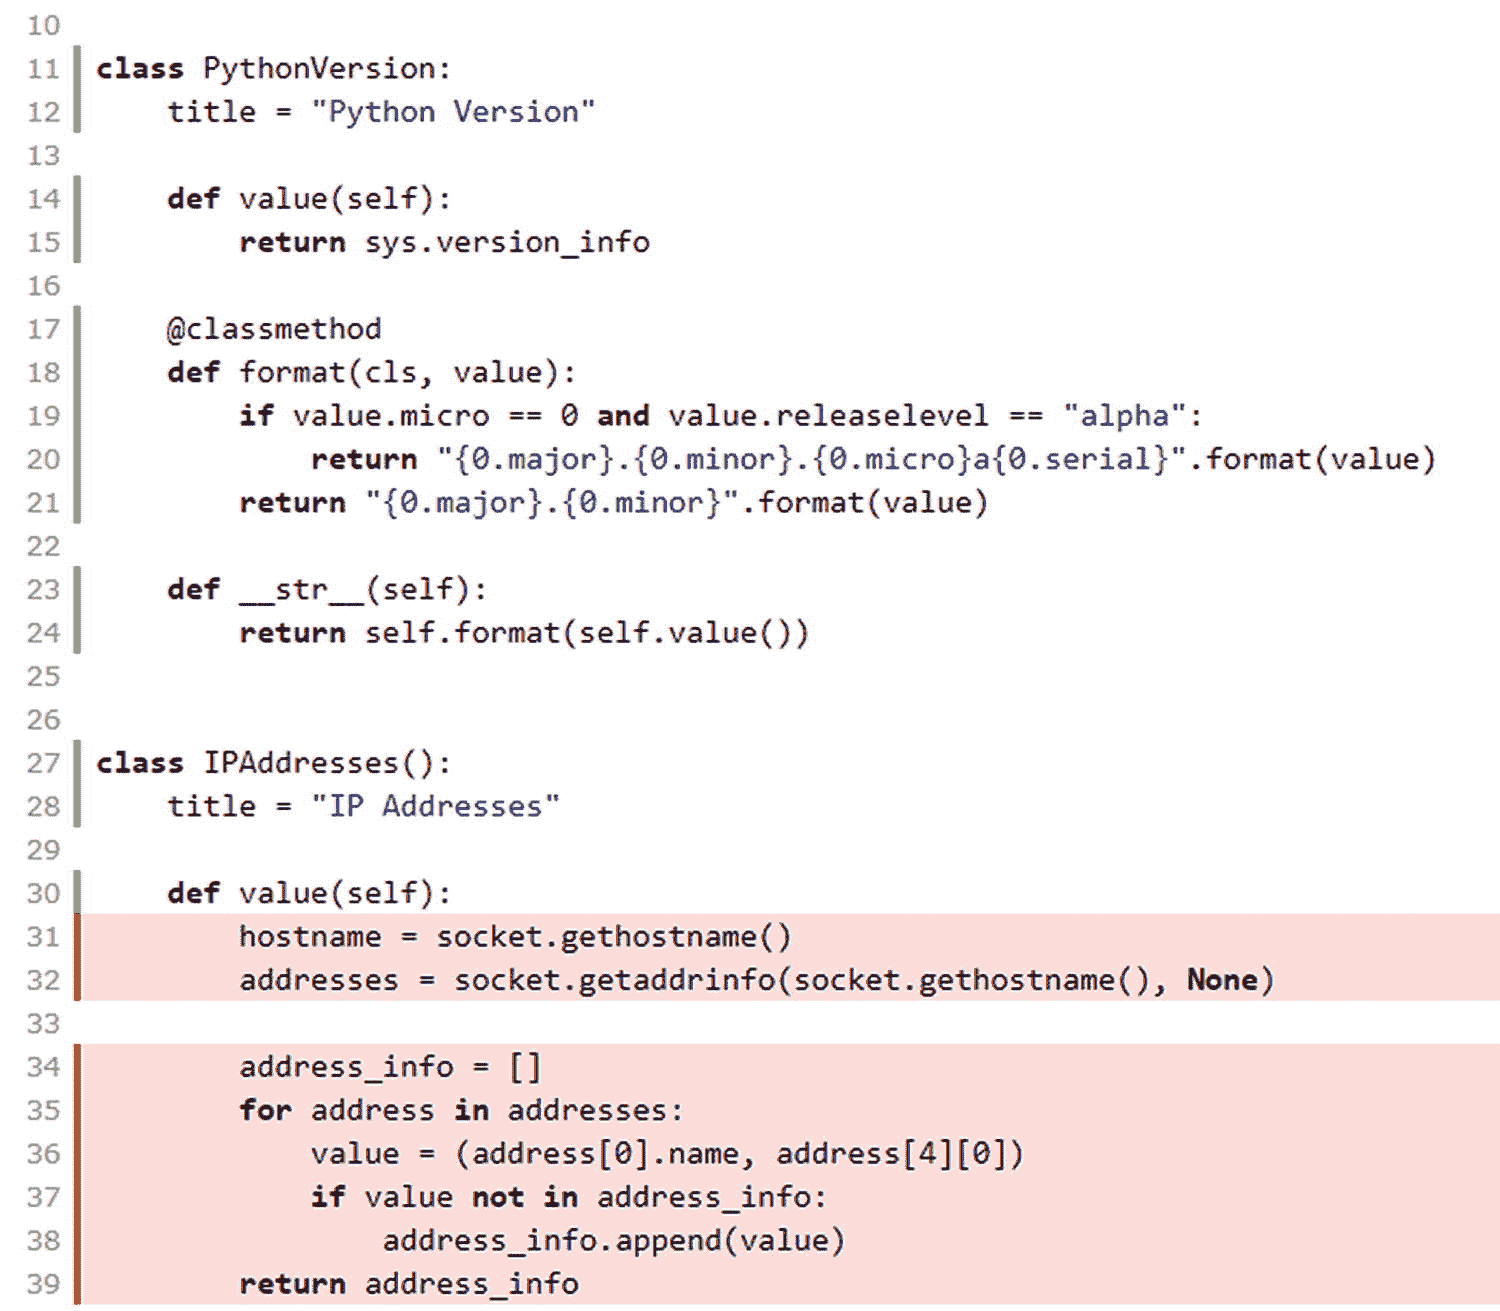 10
11 class PythonVersion:
12     title = "Python Version"
13
14     def value(self):
15         return sys.version_info
16
17     @classmethod
18     def format(cls, value):
19         if value.micro == 0 and value.releaselevel == "alpha":
20             return "{0.major}.{0.minor}.{0.micro}a{0.serial}".format(value)
21         return "{0.major}.{0.minor}".format(value)
22
23     def __str__(self):
24         return self.format(self.value())
25
26
27 class IPAddresses():
28     title = "IP Addresses"
29
30     def value(self):
31         hostname = socket.gethostname()
32         addresses = socket.getaddrinfo(socket.gethostname(), None)
33
34         address_info = []
35         for address in addresses:
36             value = (address[0].name, address[4][0])
37             if value not in address_info:
38                 address_info.append(value)
39         return address_info